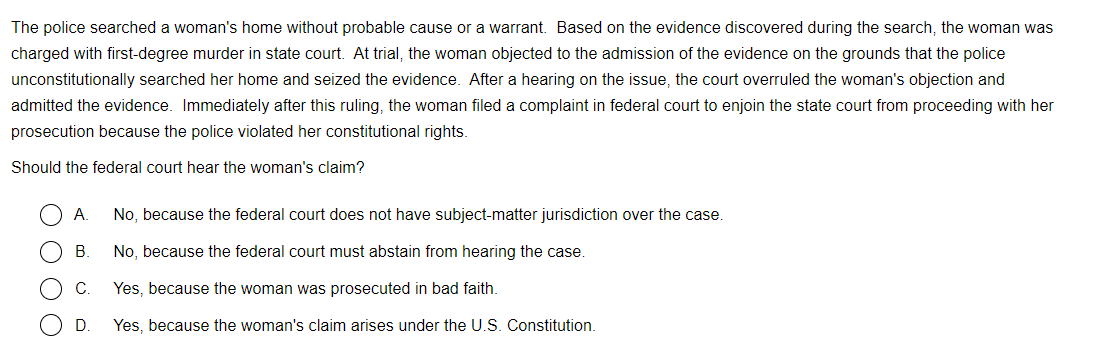 The police searched a woman's home without probable cause or a warrant.  Based on the evidence discovered during the search, the woman was
charged with first-degree murder in state court.  At trial, the woman objected to the admission of the evidence on the grounds that the police
unconstitutionally searched her home and seized the evidence.  After a hearing on the issue, the court overruled the woman's objection and
admitted the evidence.  Immediately after this ruling, the woman filed a complaint in federal court to enjoin the state court from proceeding with her
prosecution because the police violated her constitutional rights.
Should the federal court hear the woman's claim?
A. No, because the federal court does not have subject-matter jurisdiction over the case.
B. No, because the federal court must abstain from hearing the case.
C. Yes, because the woman was prosecuted in bad faith.
D. Yes, because the woman's claim arises under the U.S. Constitution.